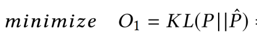 minimize O₁ = KL(P||P̂) =